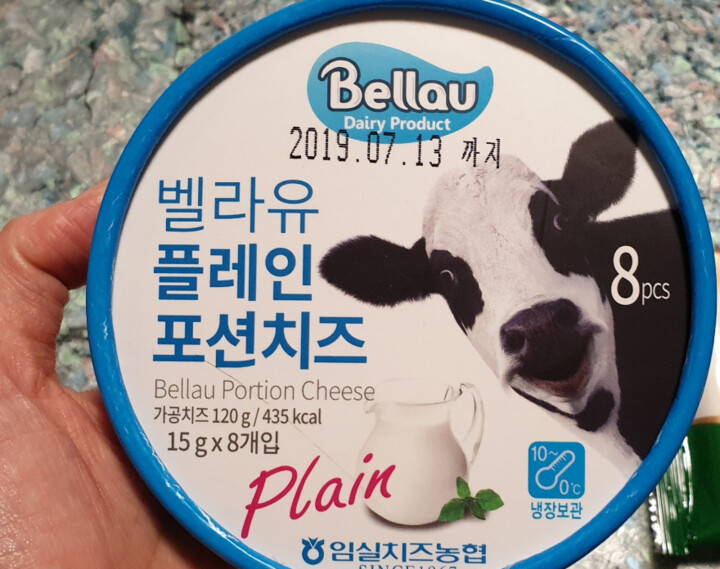 Bellau
Dairy Product
2019.07.13 까지
벨라유
플레인
포션치즈
8pcs
Bellau Portion Cheese
가공치즈 120 g / 435 kcal
15 g x 8개입
Plain
10~
0℃
냉장보관
임실치즈농협
SINCE1967